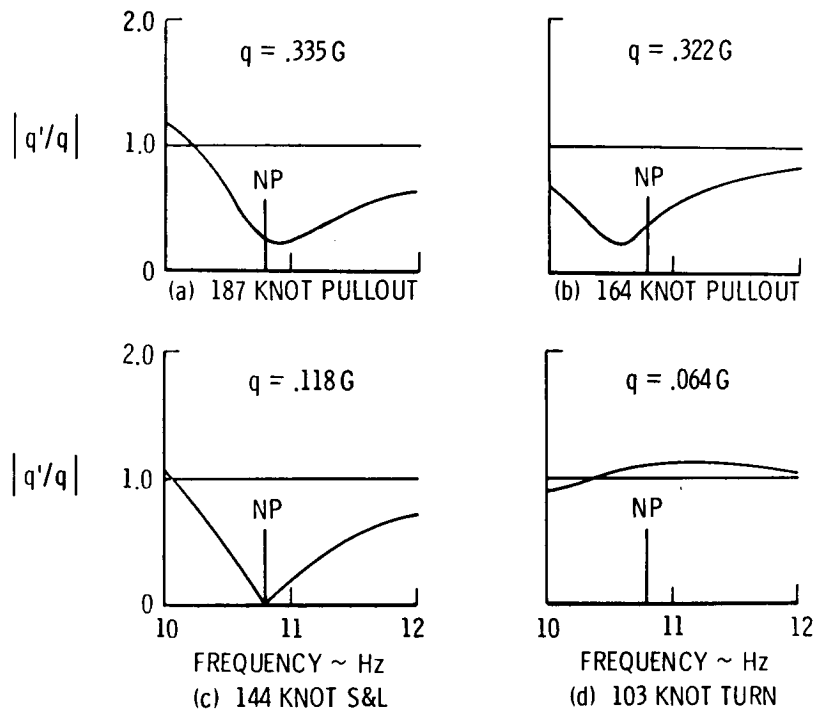 2.0
q = .335 G
|q'/q|
1.0
NP
0
(a) 187 KNOT PULLOUT
q = .322 G
NP
(b) 164 KNOT PULLOUT
2.0
q = .118 G
|q'/q|
1.0
NP
0
10 11 12
FREQUENCY ~ Hz
(c) 144 KNOT S&L
q = .064 G
NP
10 11 12
FREQUENCY ~ Hz
(d) 103 KNOT TURN